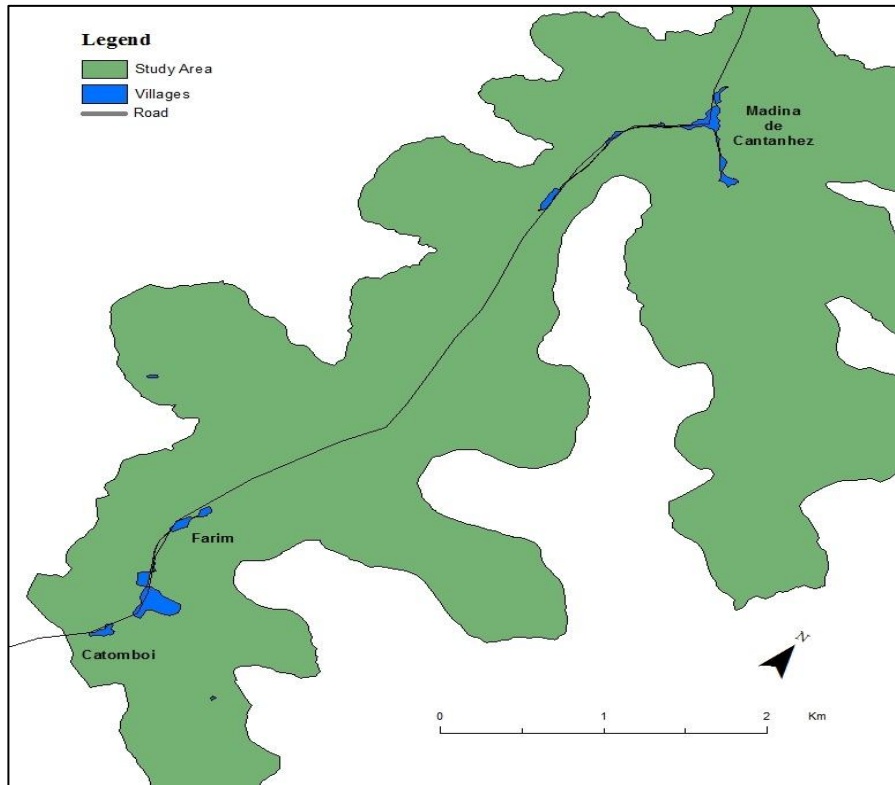 Legend
Study Area
Villages
Road
Madina
de
Cantanhez
Farim
Catomboi
N
0 1 2 Km